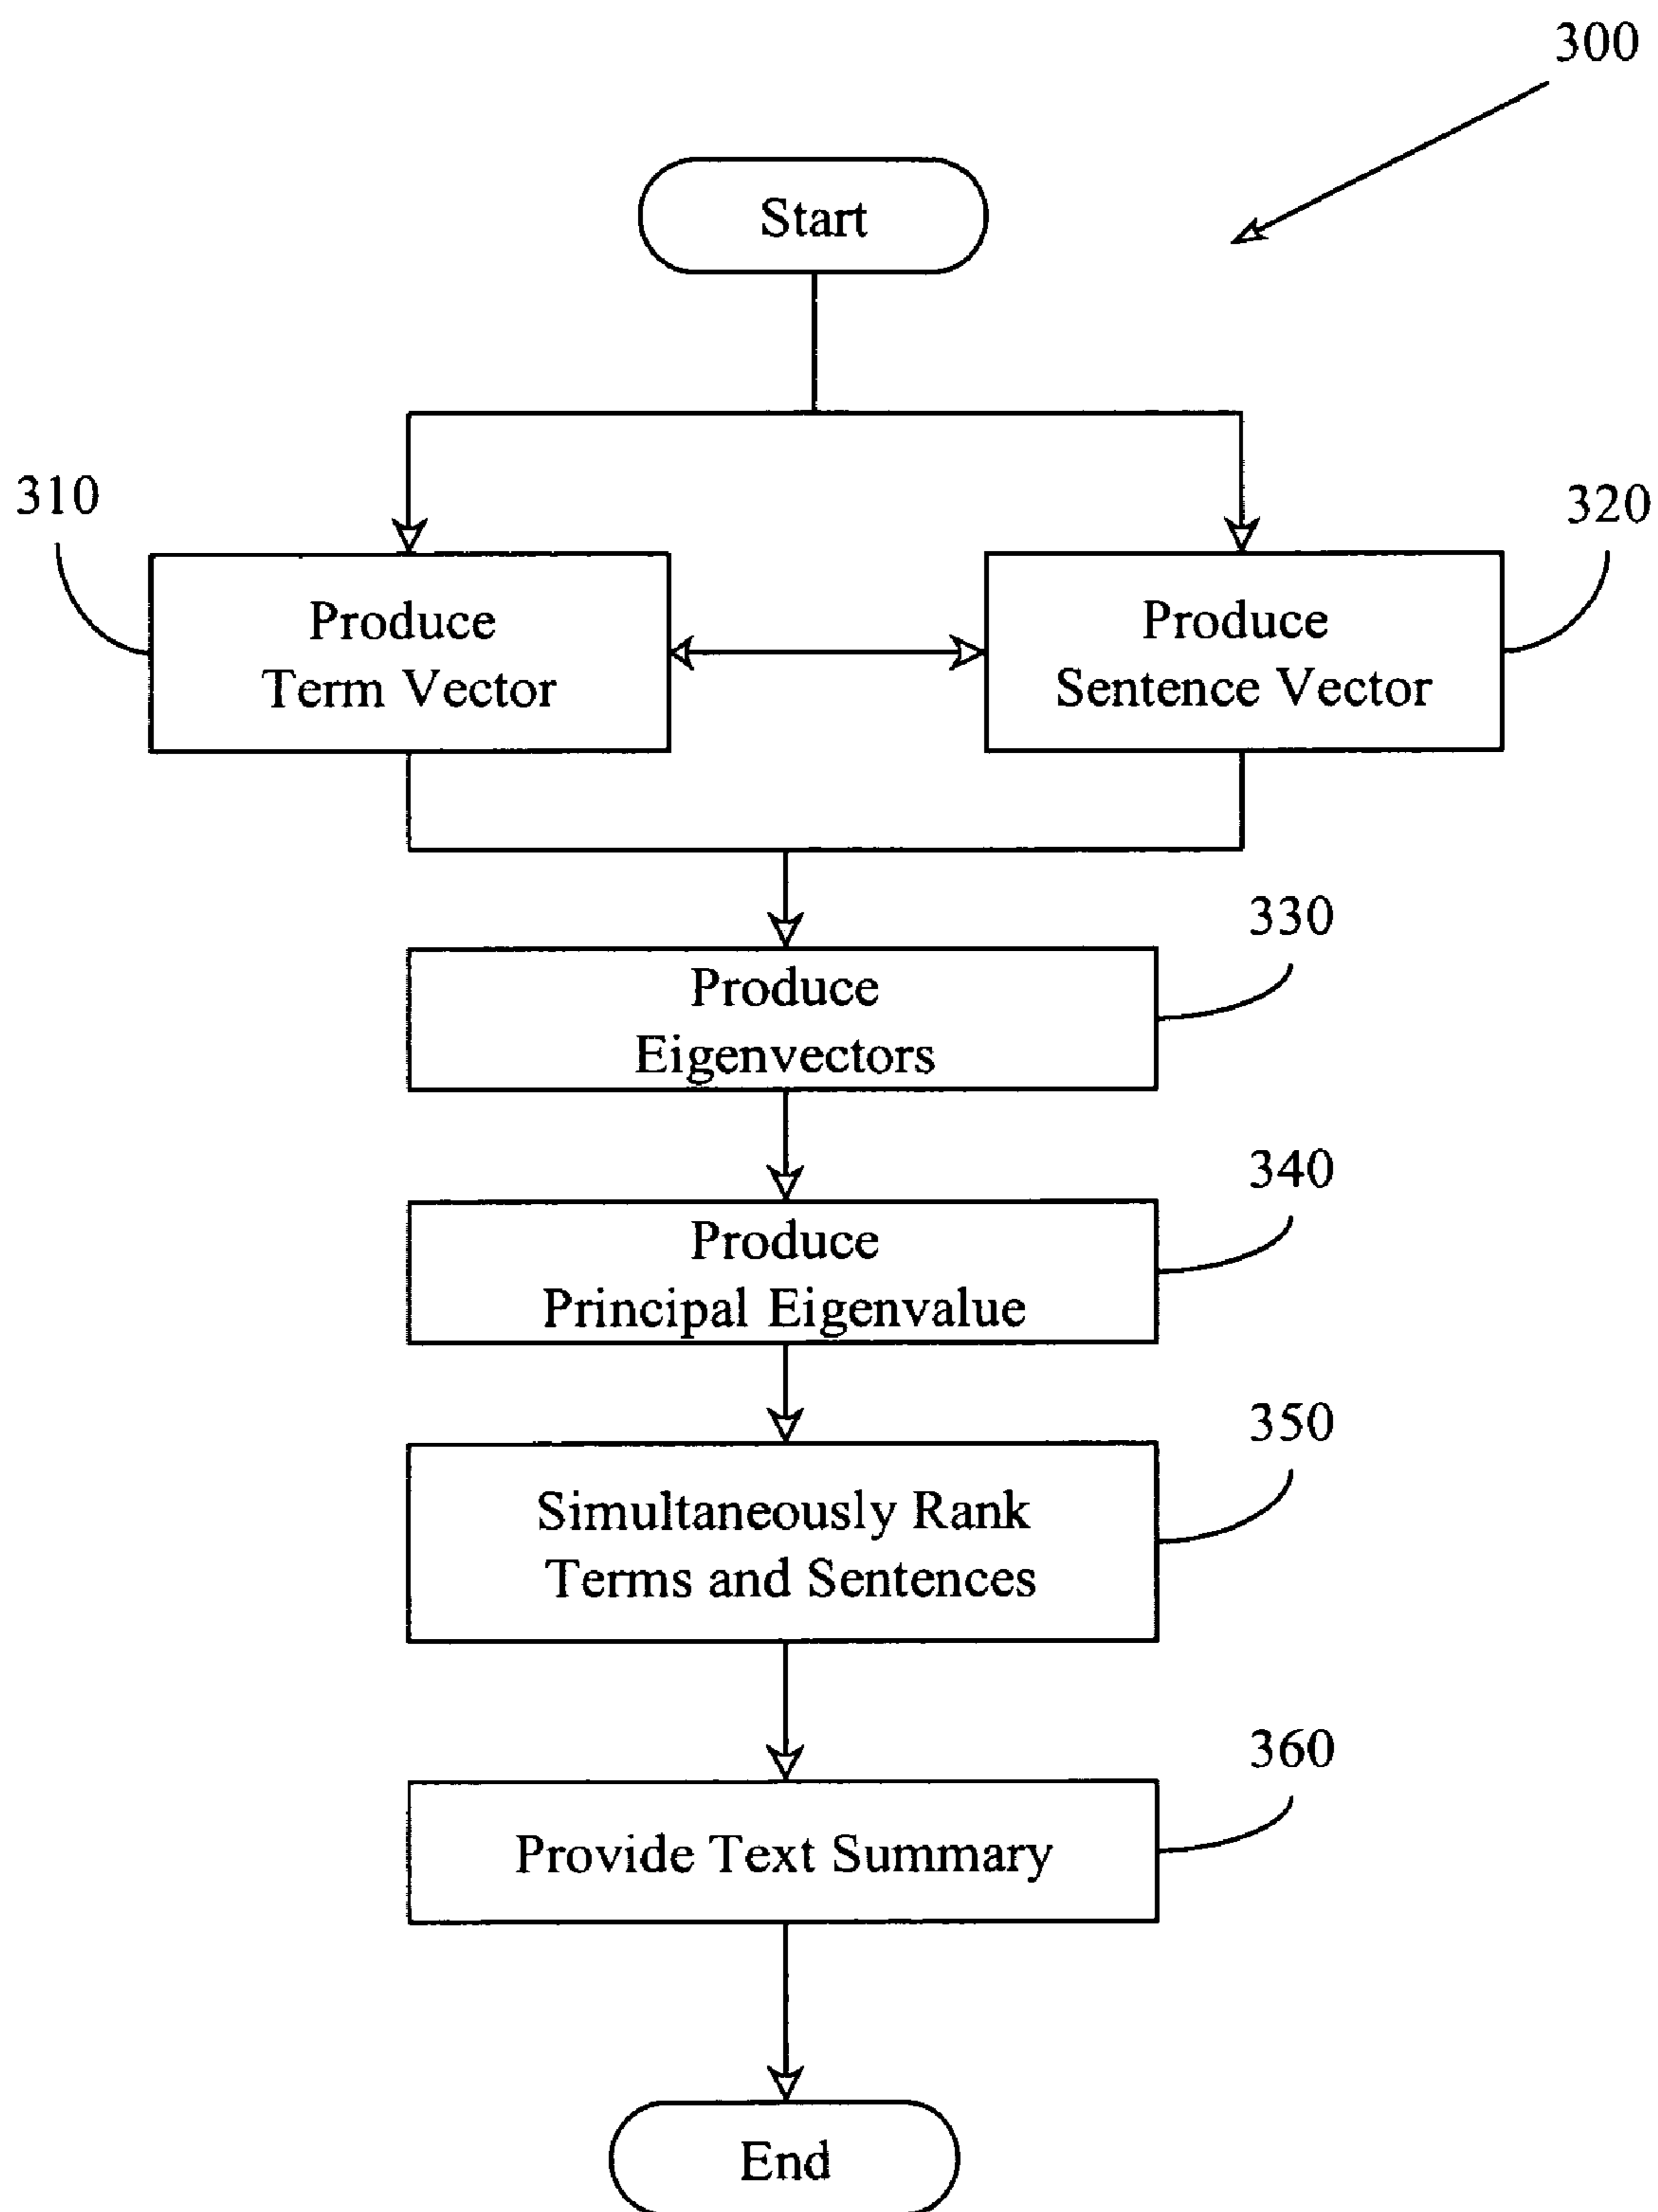 300
Start
310
320
Produce
Term Vector
Produce
Sentence Vector
330
Produce
Eigenvectors
340
Produce
Principal Eigenvalue
350
Simultaneously Rank
Terms and Sentences
360
Provide Text Summary
End